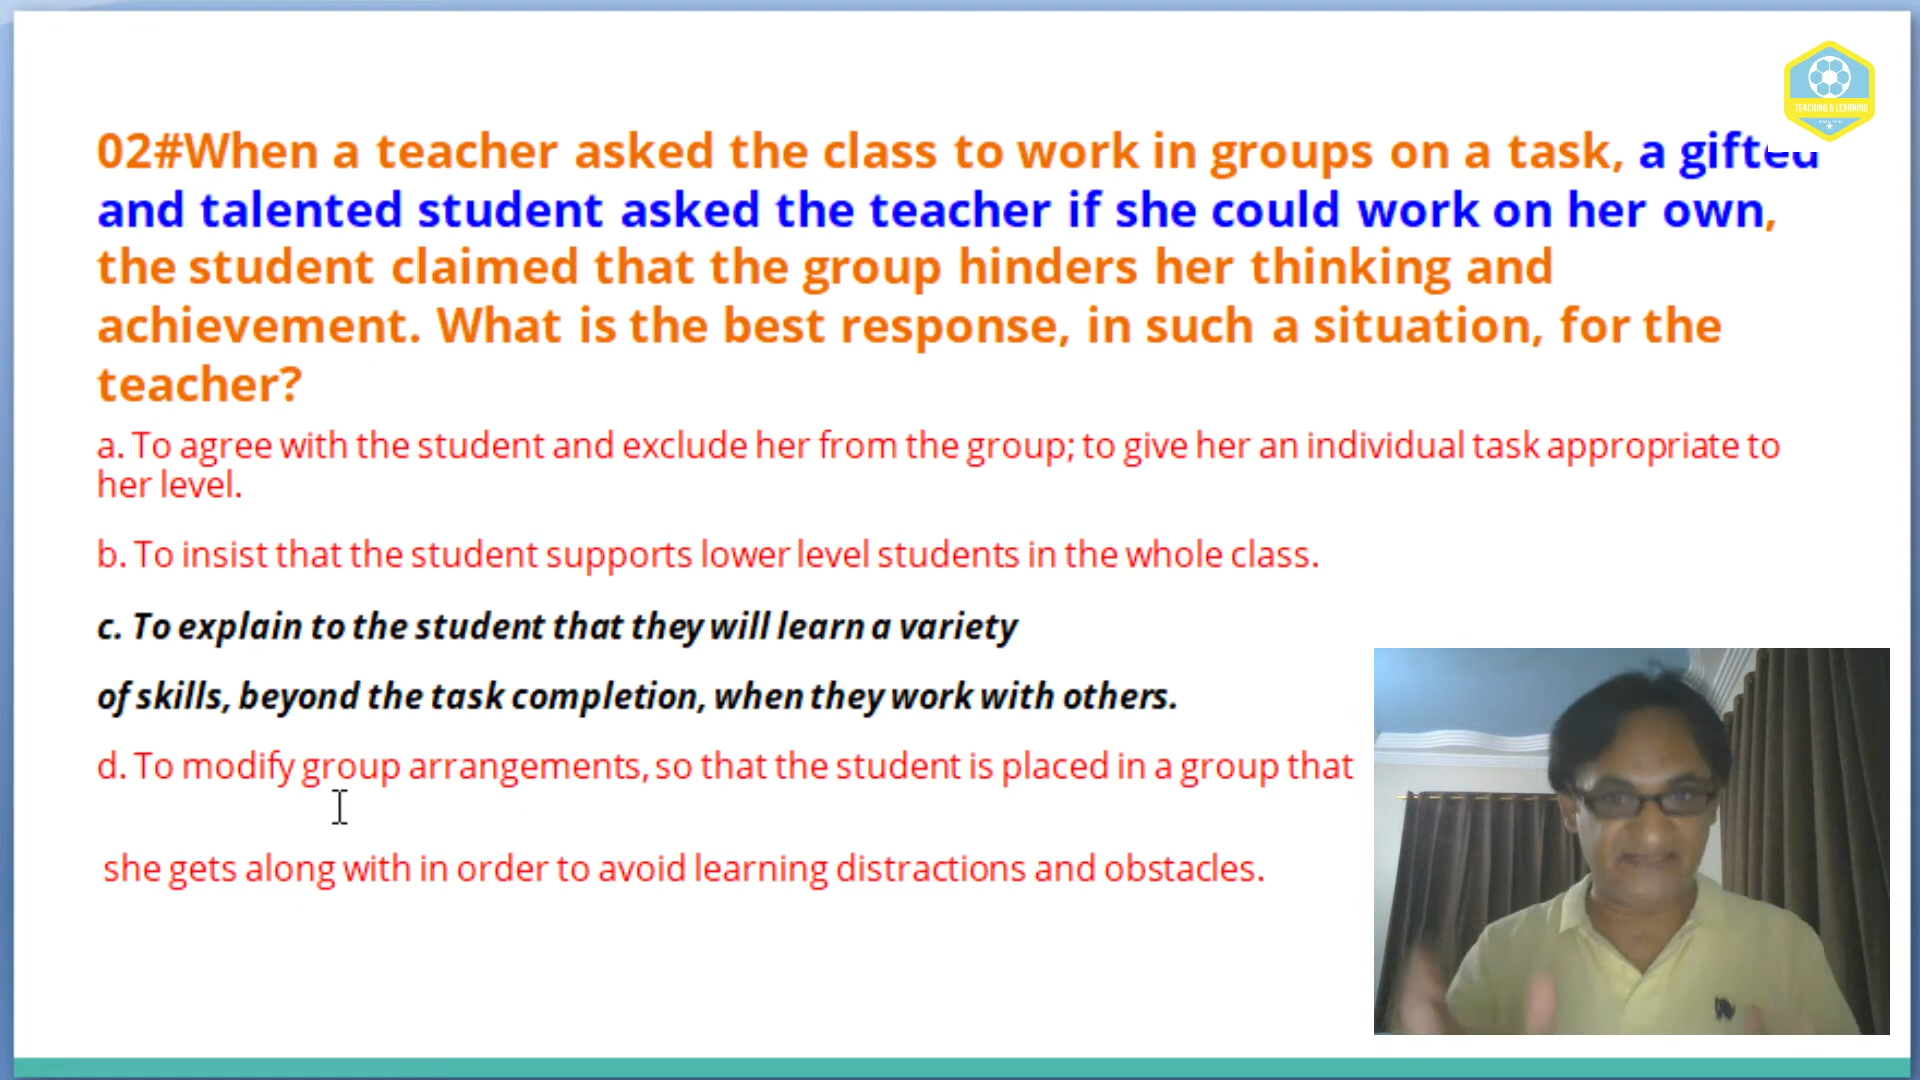 TEACHING & LEARNING
02#When a teacher asked the class to work in groups on a task, a gifted
and talented student asked the teacher if she could work on her own,
the student claimed that the group hinders her thinking and
achievement. What is the best response, in such a situation, for the
teacher?
a. To agree with the student and exclude her from the group; to give her an individual task appropriate to
her level.
b. To insist that the student supports lower level students in the whole class.
c. To explain to the student that they will learn a variety
of skills, beyond the task completion, when they work with others.
d. To modify group arrangements, so that the student is placed in a group that
she gets along with in order to avoid learning distractions and obstacles.